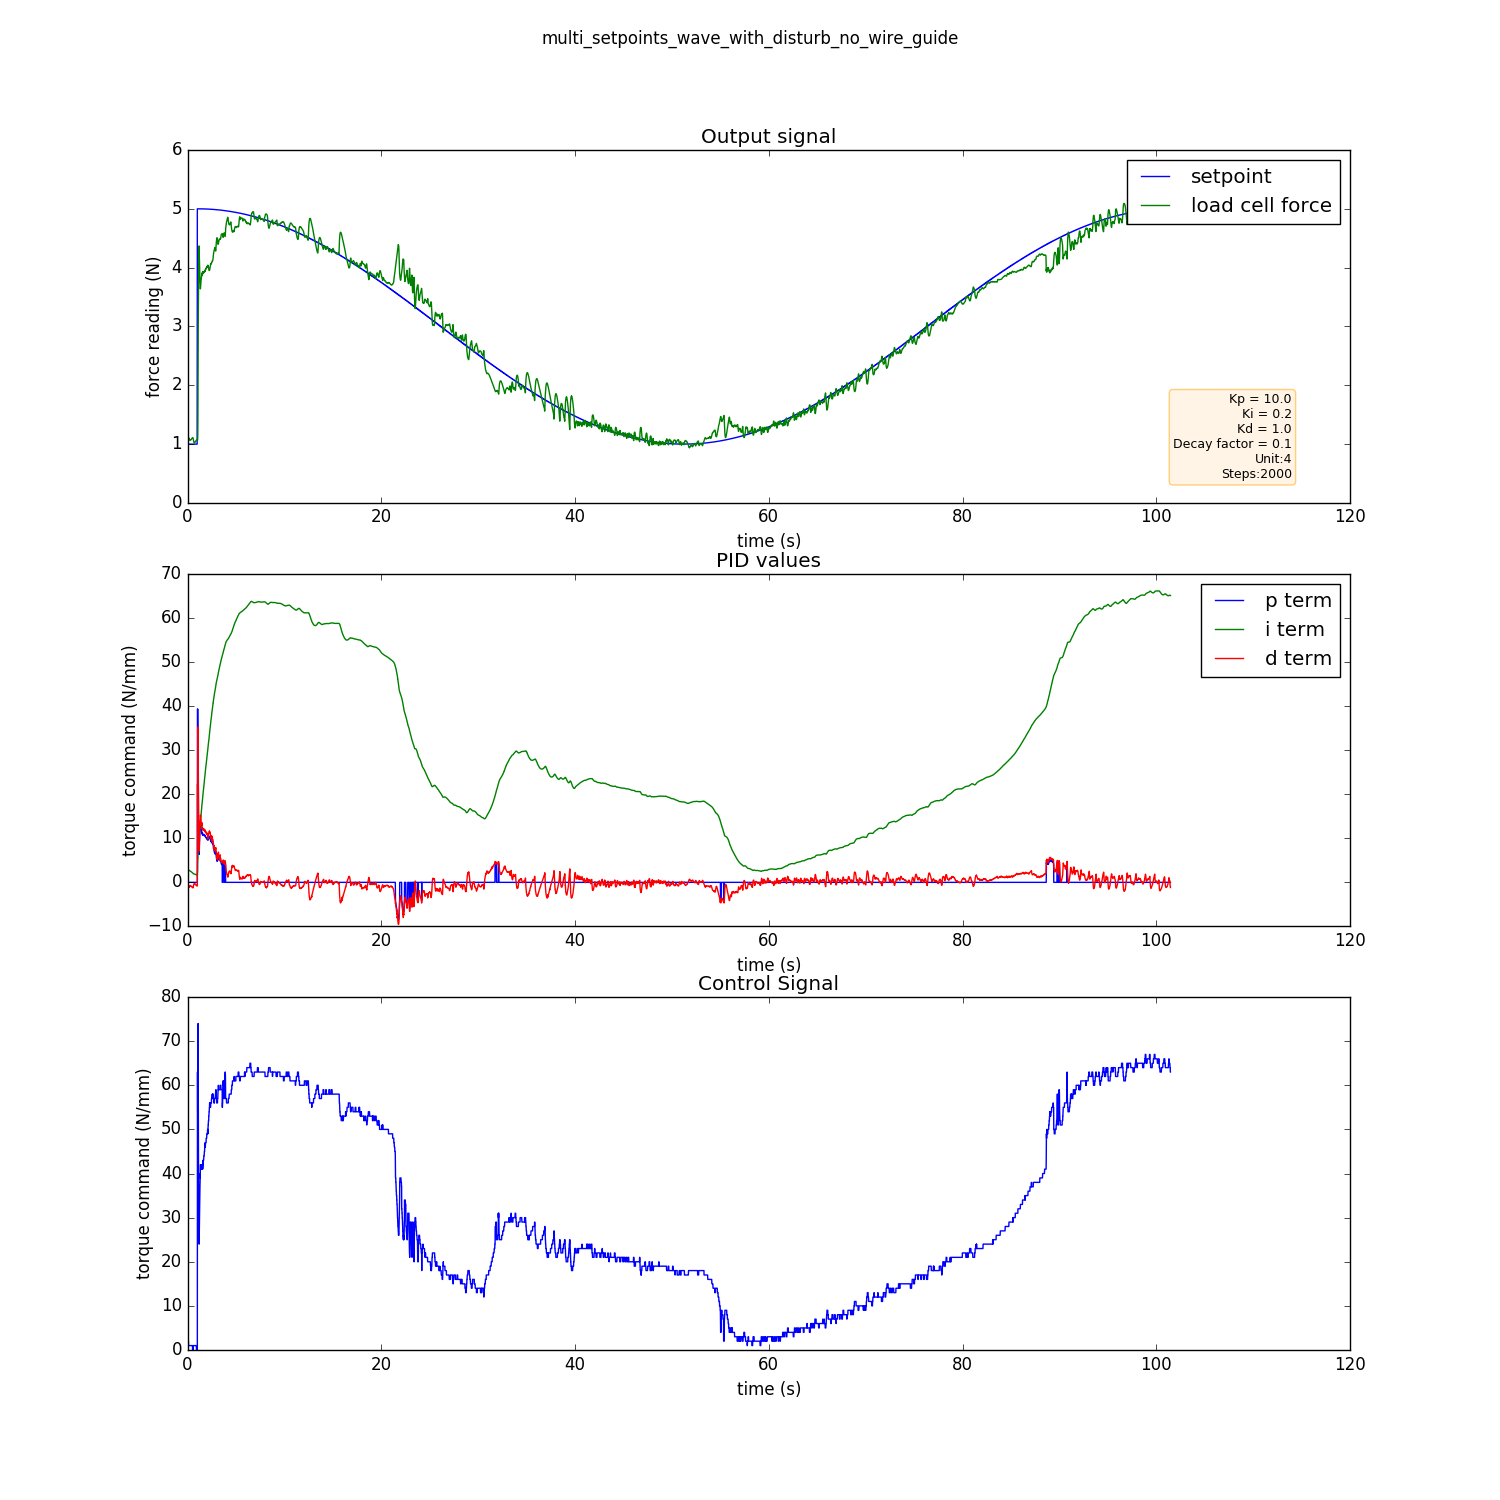 multi_setpoints_wave_with_disturb_no_wire_guide
Output signal
6
5
4
3
2
1
0
force reading (N)
setpoint
load cell force
Kp = 10.0
Ki = 0.2
Kd = 1.0
Decay factor = 0.1
Unit:4
Steps:2000
0 20 40 60 80 100 120
time (s)
PID values
70
60
50
40
30
20
10
0
−10
torque command (N/mm)
p term
i term
d term
0 20 40 60 80 100 120
time (s)
Control Signal
80
70
60
50
40
30
20
10
0
torque command (N/mm)
0 20 40 60 80 100 120
time (s)